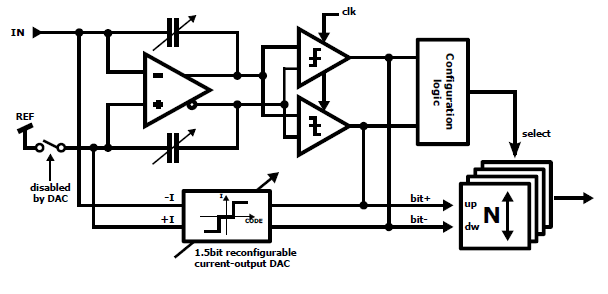 clk
IN
Configuration
logic
REF
select
disabled
by DAC
-I
I
bit+
up
N
CODE
+I
bit-
dw
1.5bit reconfigurable
current-output DAC